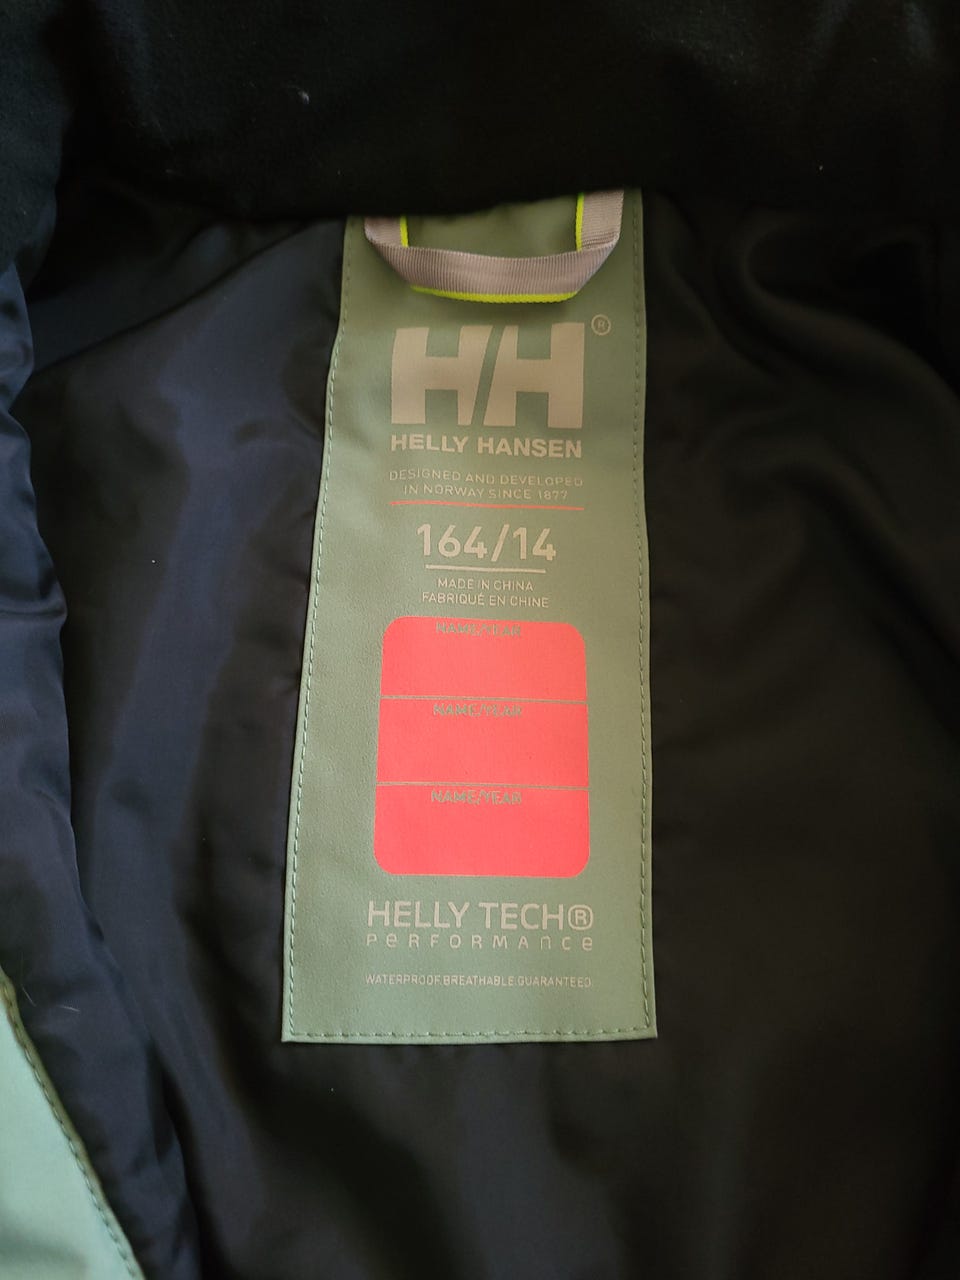 HH®
HELLY HANSEN
DESIGNED AND DEVELOPED
IN NORWAY SINCE 1877
164/14
MADE IN CHINA
FABRIQUÉ EN CHINE
NAME/YEAR
NAME/YEAR
NAME/YEAR
HELLY TECH®
PERFORMANCE
WATERPROOF.BREATHABLE.GUARANTEED.